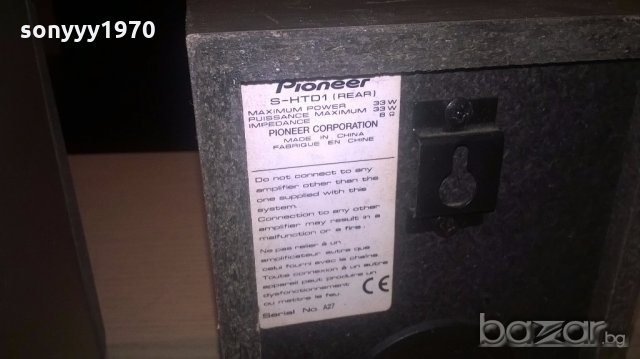 sonyyy1970
Pioneer
S-HTD1 (REAR)
MAXIMUM POWER 33 W
PUISSANCE MAXIMUM 33 W
IMPEDANCE 8 Ω
PIONEER CORPORATION
MADE IN CHINA
FABRIQUE EN CHINE
Do not connect to any
amplifier other than the
one supplied with this
system.
Connection to any other
amplifier may result in a
malfunction or a fire.
Ne pas relier à un
amplificateur autre que
celui fourni avec la chaîne.
Toute connexion à un autre
appareil peut produire un
dysfonctionnement
ou mettre le feu.
CE
Serial No. A27
bazar.bg